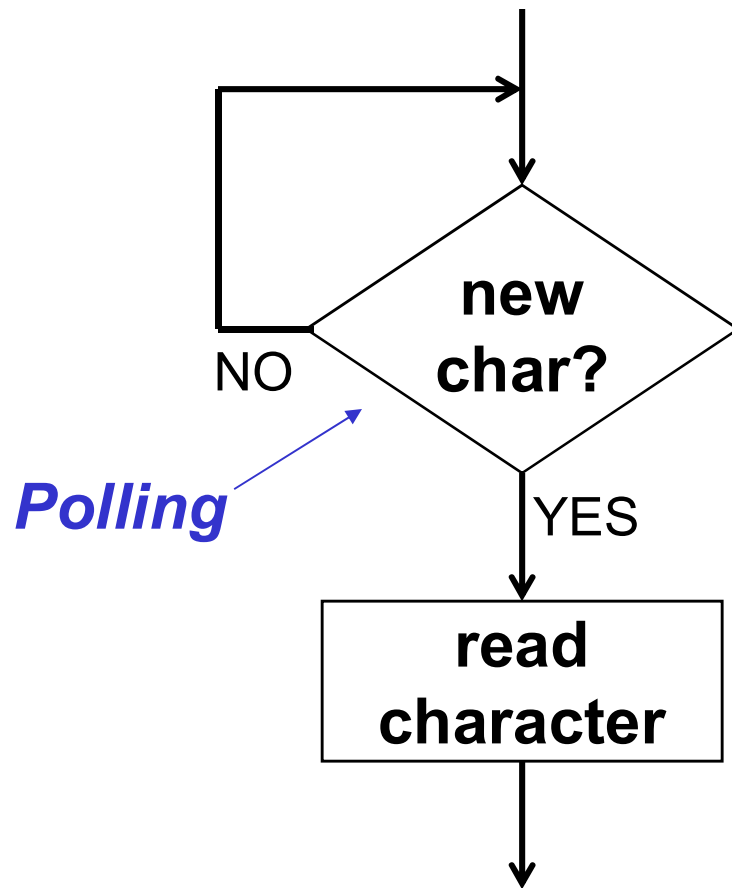 new
char?
NO
Polling
YES
read
character